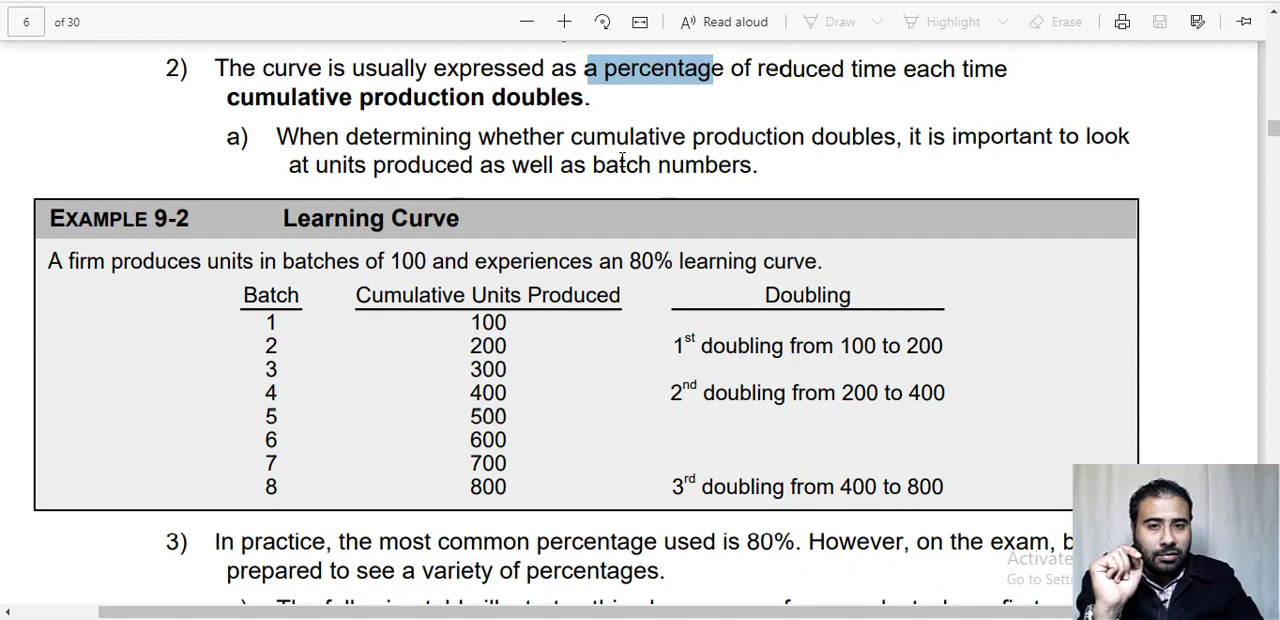 6 of 30 Read aloud Draw Highlight Erase
2) The curve is usually expressed as a percentage of reduced time each time
cumulative production doubles.
a) When determining whether cumulative production doubles, it is important to look
at units produced as well as batch numbers.
EXAMPLE 9-2 Learning Curve
A firm produces units in batches of 100 and experiences an 80% learning curve.
Batch Cumulative Units Produced Doubling
1 100
2 200 1st doubling from 100 to 200
3 300
4 400 2nd doubling from 200 to 400
5 500
6 600
7 700
8 800 3rd doubling from 400 to 800
3) In practice, the most common percentage used is 80%. However, on the exam, b
prepared to see a variety of percentages.
Activate
Go to Setti